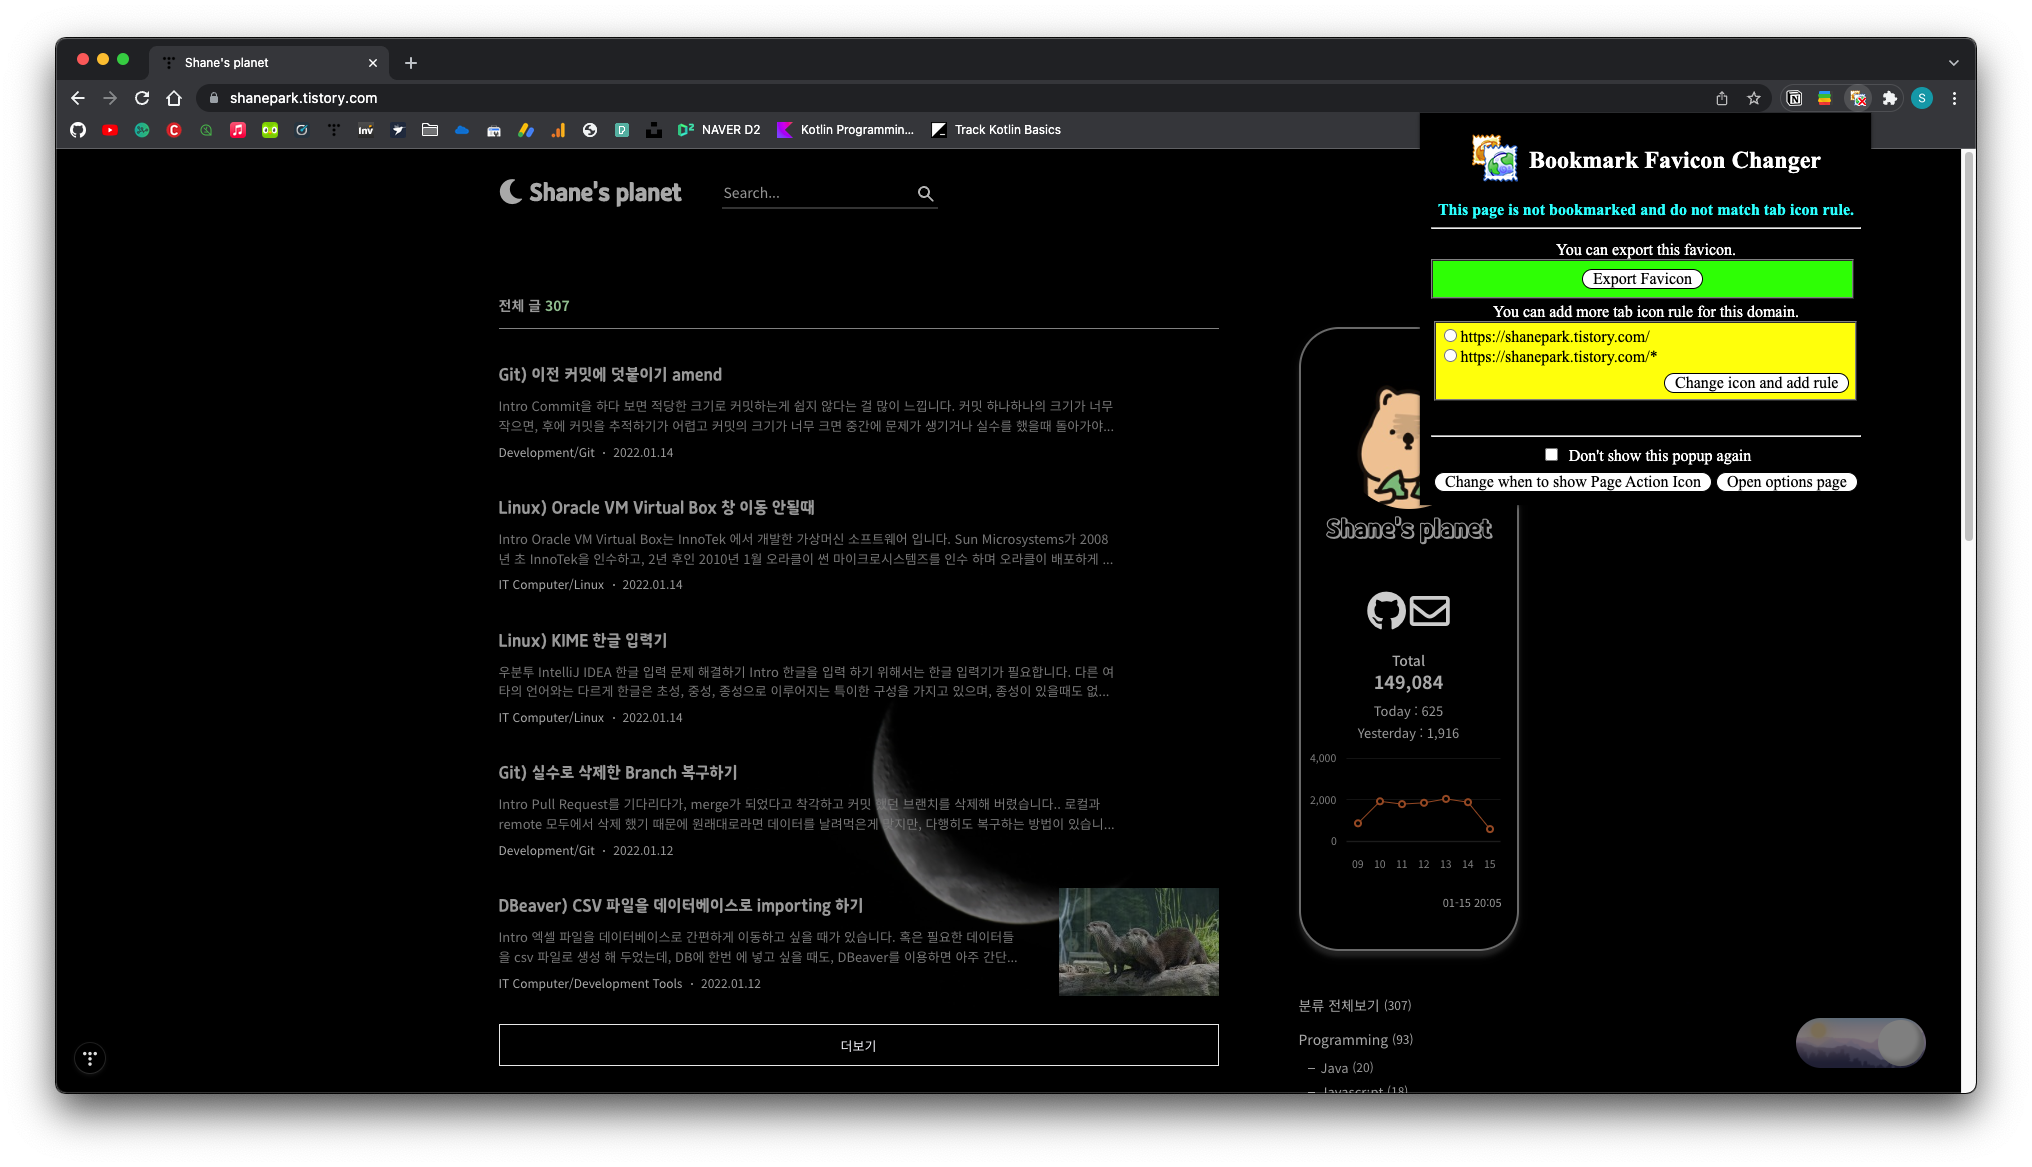 Shane's planet
shanepark.tistory.com
S
inv
NAVER D2
Kotlin Programmin...
Track Kotlin Basics
Bookmark Favicon Changer
This page is not bookmarked and do not match tab icon rule.
You can export this favicon.
Export Favicon
You can add more tab icon rule for this domain.
https://shanepark.tistory.com/
https://shanepark.tistory.com/*
Change icon and add rule
Don't show this popup again
Change when to show Page Action Icon
Open options page
Shane's planet
Search...
전체 글 307
Git) 이전 커밋에 덧붙이기 amend
Intro Commit을 하다 보면 적당한 크기로 커밋하는게 쉽지 않다는 걸 많이 느낍니다. 커밋 하나하나의 크기가 너무
작으면, 후에 커밋을 추적하기가 어렵고 커밋의 크기가 너무 크면 중간에 문제가 생기거나 실수를 했을때 돌아가야...
Development/Git · 2022.01.14
Linux) Oracle VM Virtual Box 창 이동 안될때
Intro Oracle VM Virtual Box는 InnoTek 에서 개발한 가상머신 소프트웨어 입니다. Sun Microsystems가 2008
년 초 InnoTek을 인수하고, 2년 후인 2010년 1월 오라클이 썬 마이크로시스템즈를 인수 하며 오라클이 배포하게 ...
IT Computer/Linux · 2022.01.14
Linux) KIME 한글 입력기
우분투 IntelliJ IDEA 한글 입력 문제 해결하기 Intro 한글을 입력 하기 위해서는 한글 입력기가 필요합니다. 다른 여
타의 언어와는 다르게 한글은 초성, 중성, 종성으로 이루어지는 특이한 구성을 가지고 있으며, 종성이 있을때도 없...
IT Computer/Linux · 2022.01.14
Git) 실수로 삭제한 Branch 복구하기
Intro Pull Request를 기다리다가, merge가 되었다고 착각하고 커밋 했던 브랜치를 삭제해 버렸습니다.. 로컬과
remote 모두에서 삭제 했기 때문에 원래대로라면 데이터를 날려먹은게 맞지만, 다행히도 복구하는 방법이 있습니...
Development/Git · 2022.01.12
DBeaver) CSV 파일을 데이터베이스로 importing 하기
Intro 엑셀 파일을 데이터베이스로 간편하게 이동하고 싶을 때가 있습니다. 혹은 필요한 데이터들
을 csv 파일로 생성 해 두었는데, DB에 한번 에 넣고 싶을 때도, DBeaver를 이용하면 아주 간단...
IT Computer/Development Tools · 2022.01.12
더보기
Shane's planet
Total
149,084
Today : 625
Yesterday : 1,916
4,000
2,000
0
09 10 11 12 13 14 15
01-15 20:05
분류 전체보기 (307)
Programming (93)
– Java (20)
– Javascript (18)